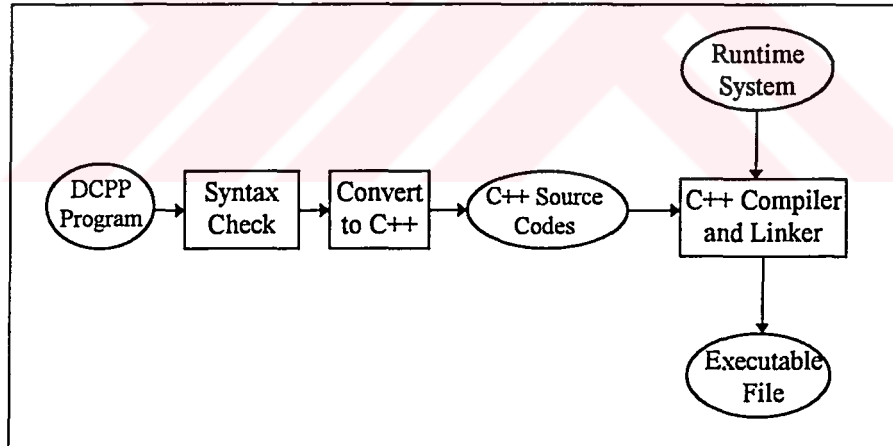 Runtime
System
DCPP
Program
Syntax
Check
Convert
to C++
C++ Source
Codes
C++ Compiler
and Linker
Executable
File